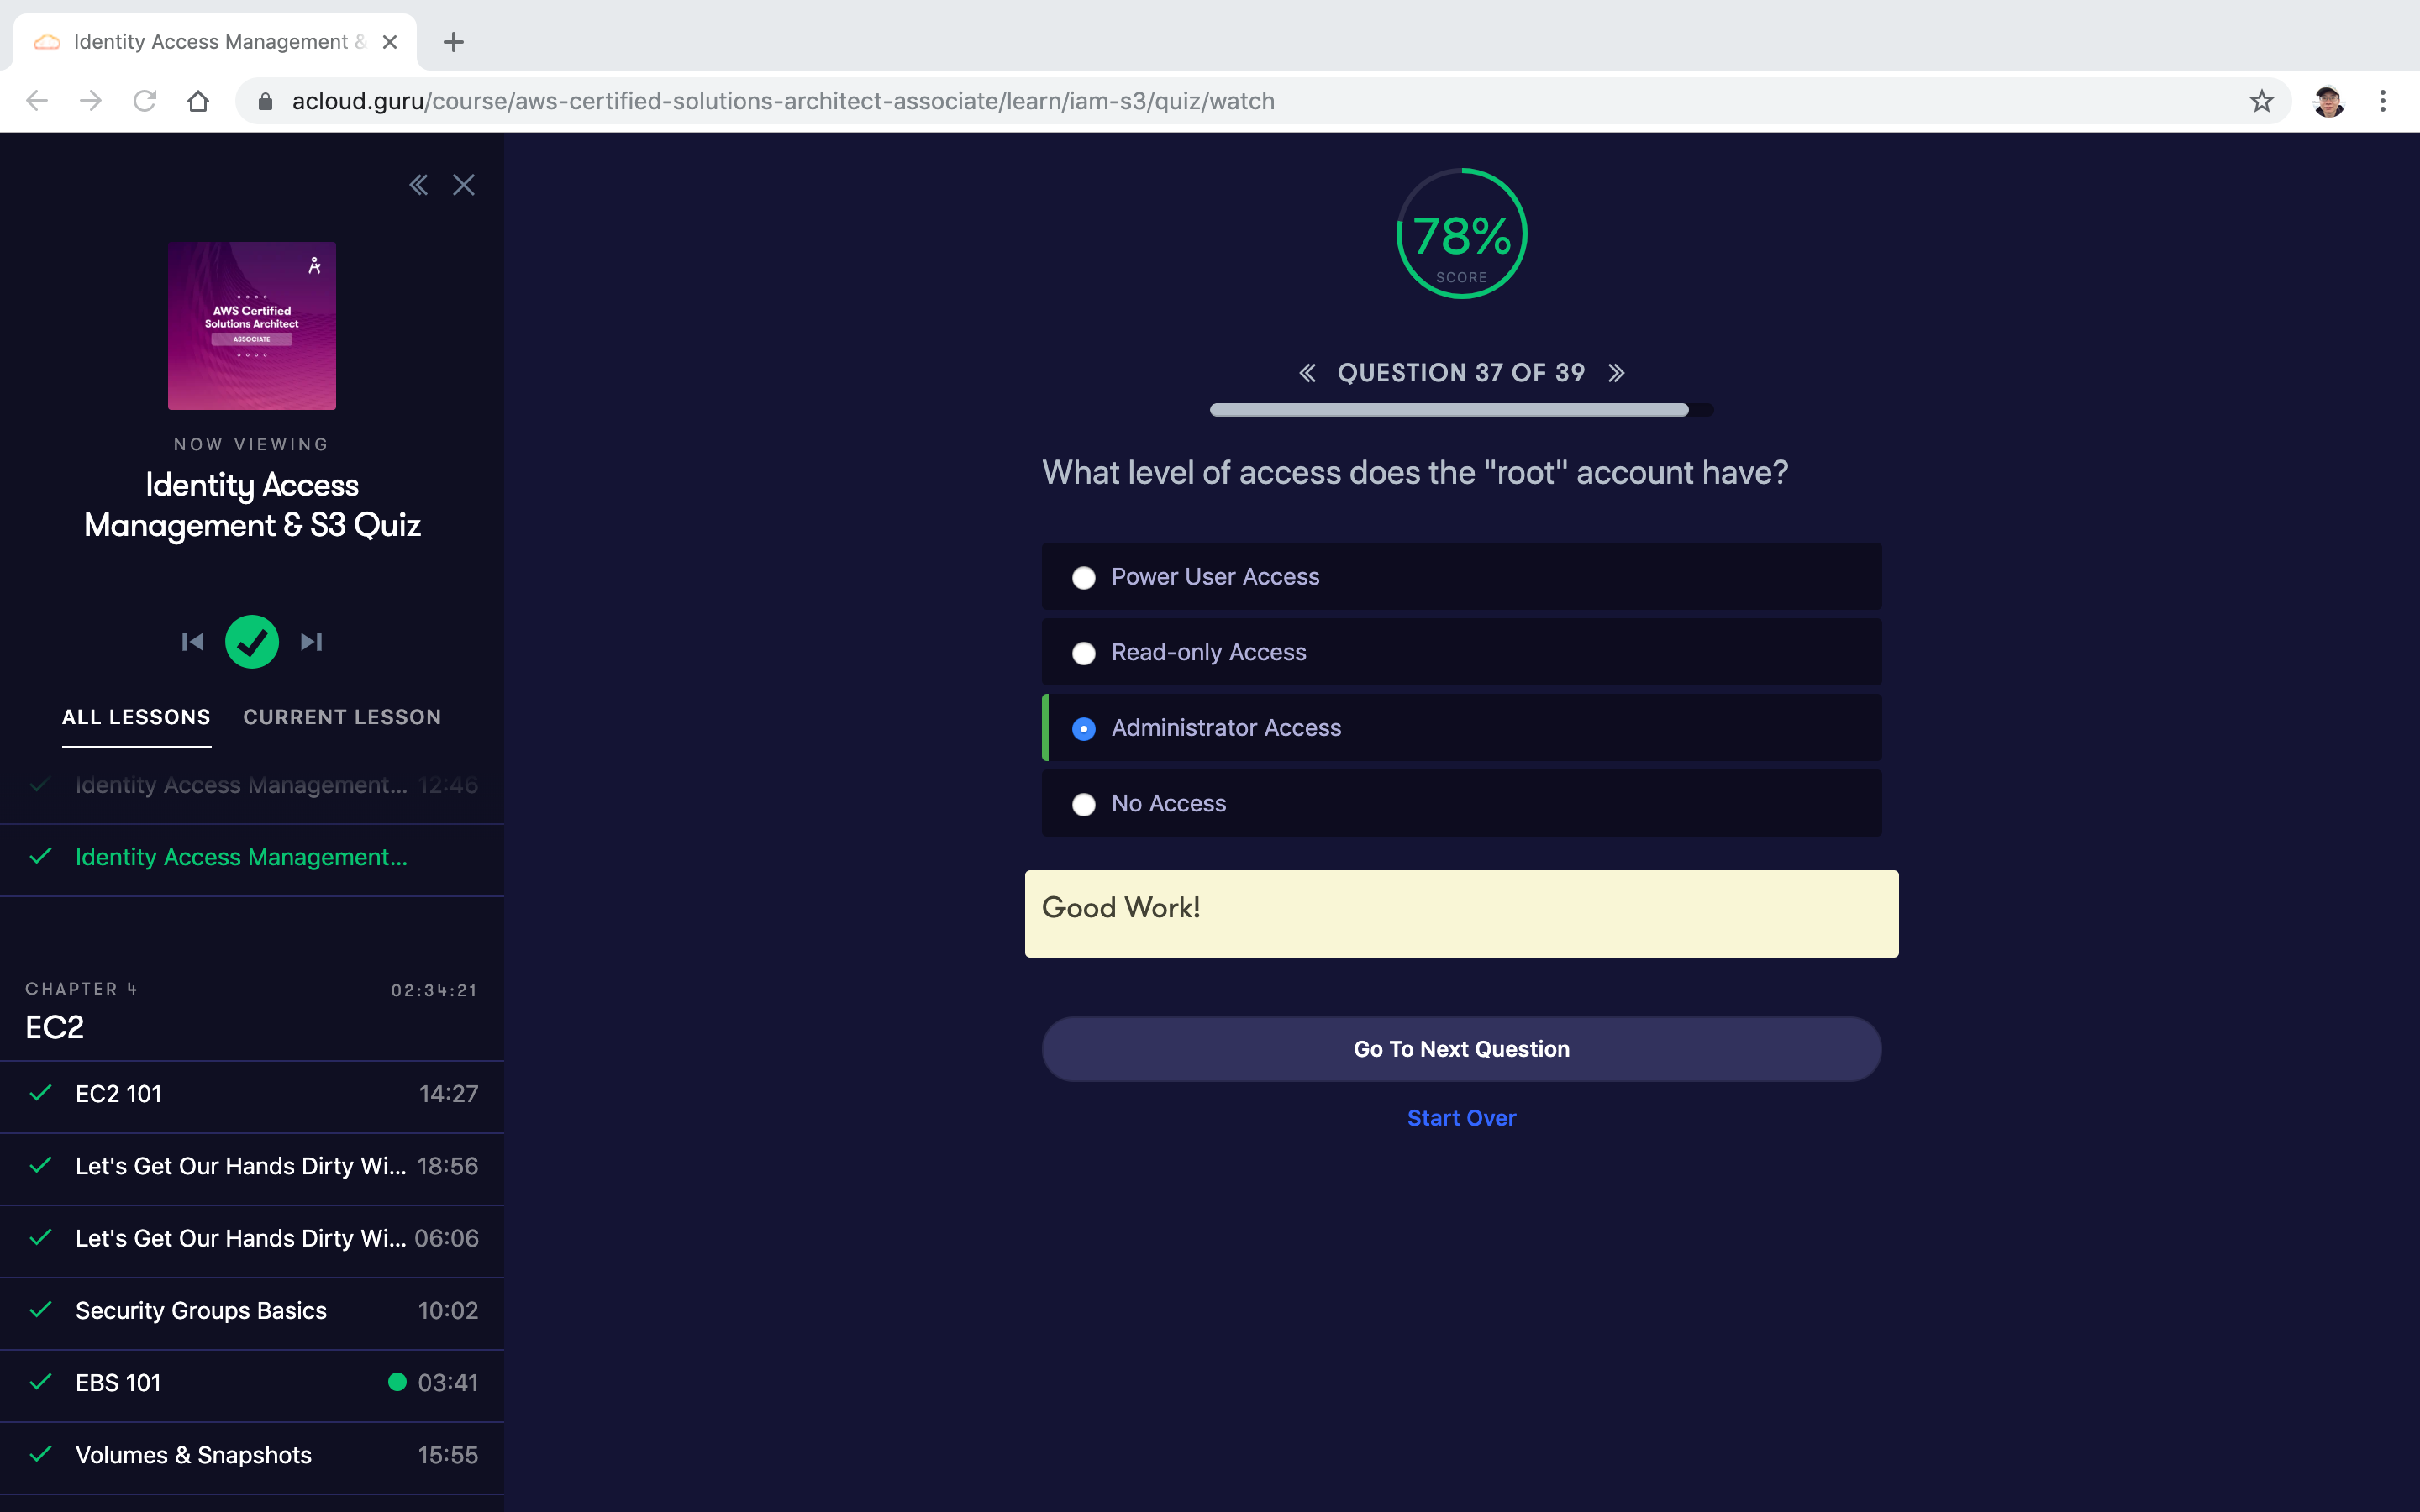 Identity Access Management &
acloud.guru/course/aws-certified-solutions-architect-associate/learn/iam-s3/quiz/watch
AWS Certified
Solutions Architect
ASSOCIATE
NOW VIEWING
Identity Access
Management & S3 Quiz
ALL LESSONS CURRENT LESSON
Identity Access Management... 12:46
Identity Access Management...
CHAPTER 4 02:34:21
EC2
EC2 101 14:27
Let's Get Our Hands Dirty Wi... 18:56
Let's Get Our Hands Dirty Wi... 06:06
Security Groups Basics 10:02
EBS 101 03:41
Volumes & Snapshots 15:55
78%
SCORE
QUESTION 37 OF 39
What level of access does the "root" account have?
Power User Access
Read-only Access
Administrator Access
No Access
Good Work!
Go To Next Question
Start Over